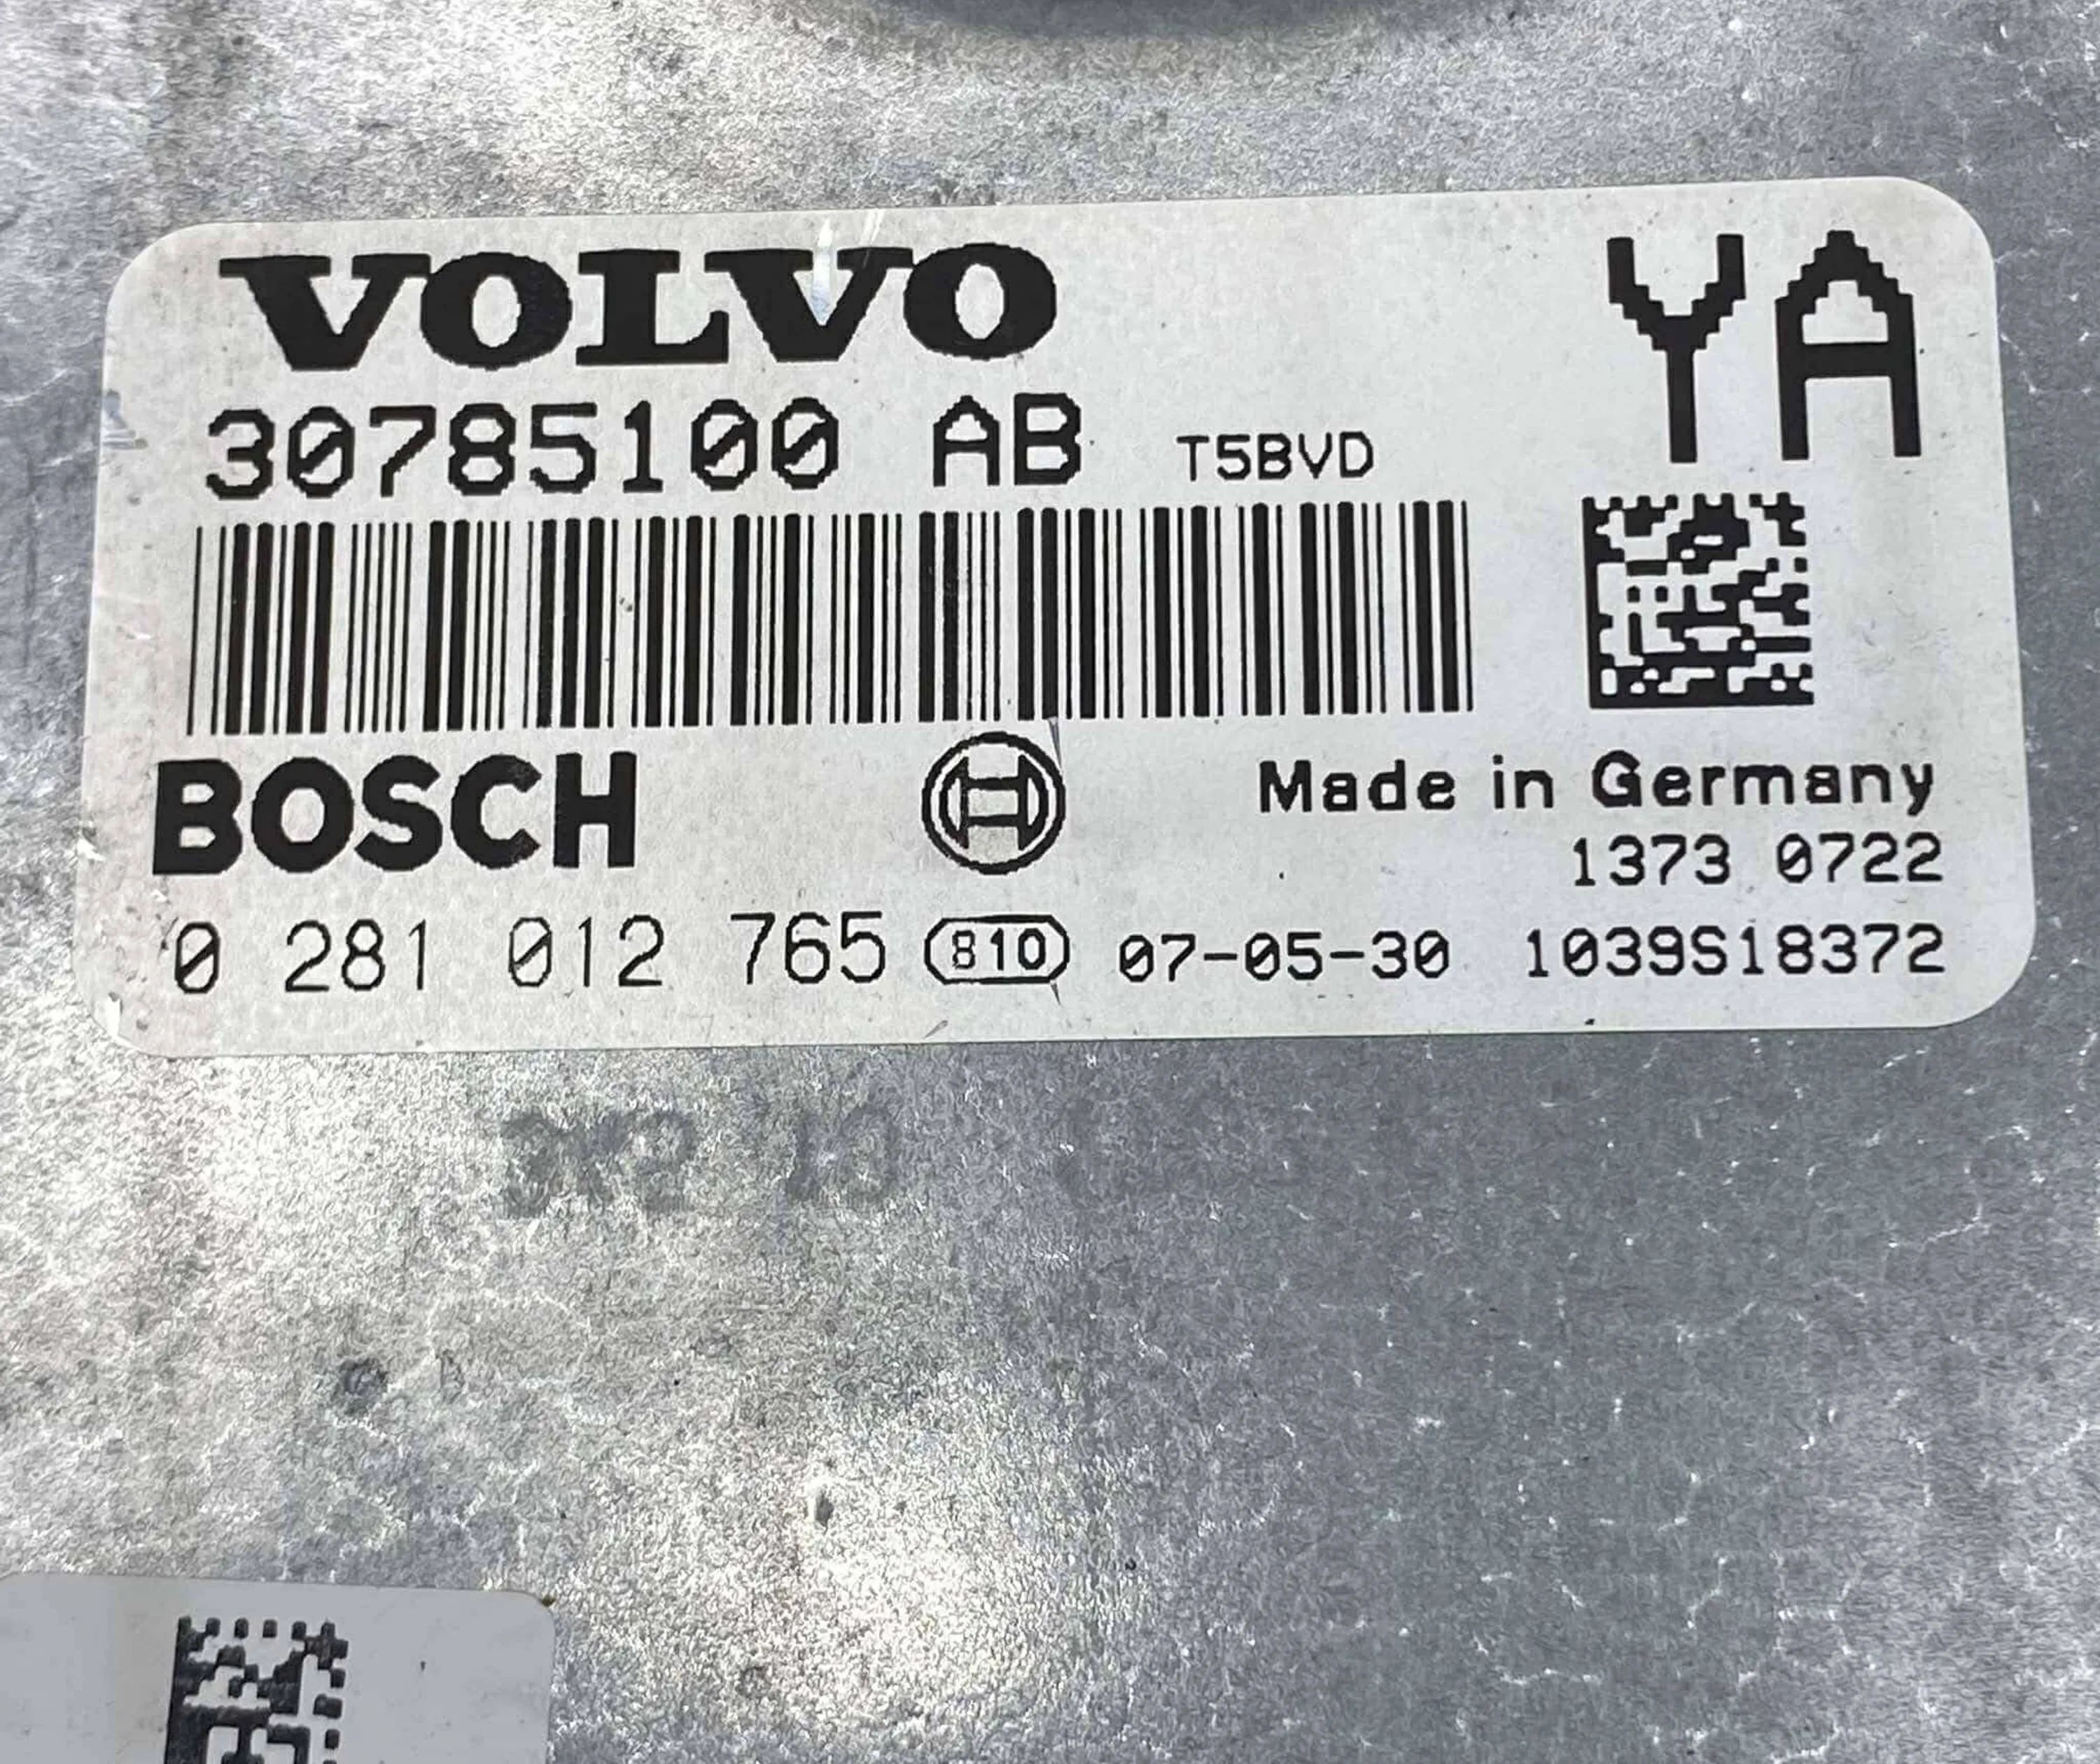 VOLVO
YA
30785100 AB T5BVD
BOSCH
Made in Germany
1373 0722
0 281 012 765 810 07-05-30 1039S18372